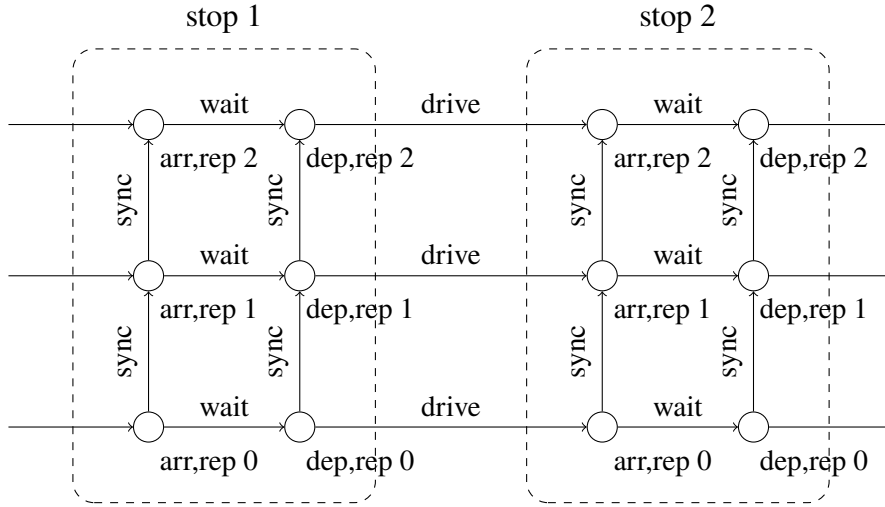 stop 1
stop 2
wait
drive
wait
arr,rep 2
dep,rep 2
arr,rep 2
dep,rep 2
sync
sync
sync
sync
wait
drive
wait
arr,rep 1
dep,rep 1
arr,rep 1
dep,rep 1
sync
sync
sync
sync
wait
drive
wait
arr,rep 0
dep,rep 0
arr,rep 0
dep,rep 0